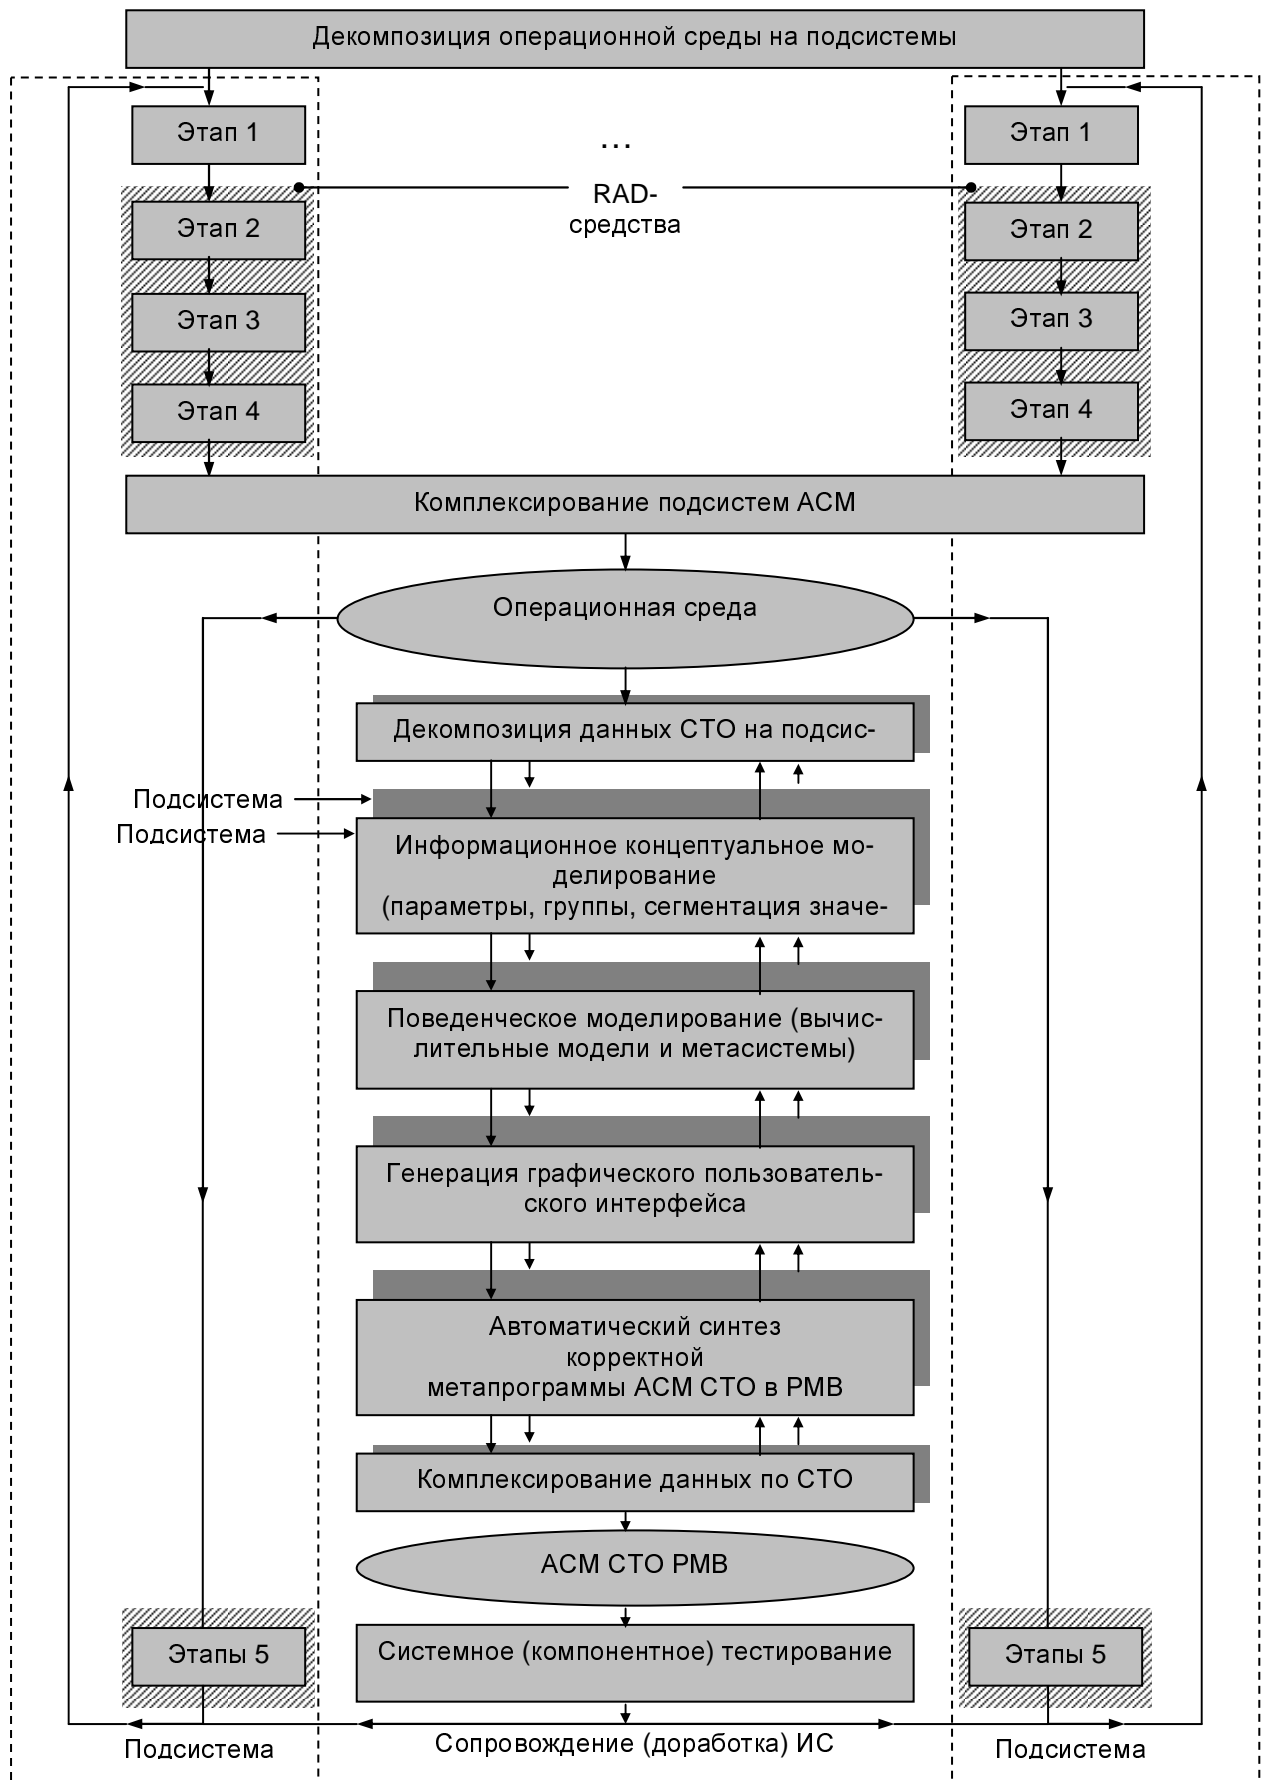 Декомпозиция операционной среды на подсистемы
Этап 1
...
Этап 1
RAD-
средства
Этап 2
Этап 2
Этап 3
Этап 3
Этап 4
Этап 4
Комплексирование подсистем АСМ
Операционная среда
Декомпозиция данных СТО на подсис-
Подсистема
Подсистема
Информационное концептуальное мо-
делирование
(параметры, группы, сегментация значе-
Поведенческое моделирование (вычис-
лительные модели и метасистемы)
Генерация графического пользователь-
ского интерфейса
Автоматический синтез
корректной
метапрограммы АСМ СТО в РМВ
Комплексирование данных по СТО
АСМ СТО РМВ
Этапы 5
Системное (компонентное) тестирование
Этапы 5
Подсистема
Сопровождение (доработка) ИС
Подсистема